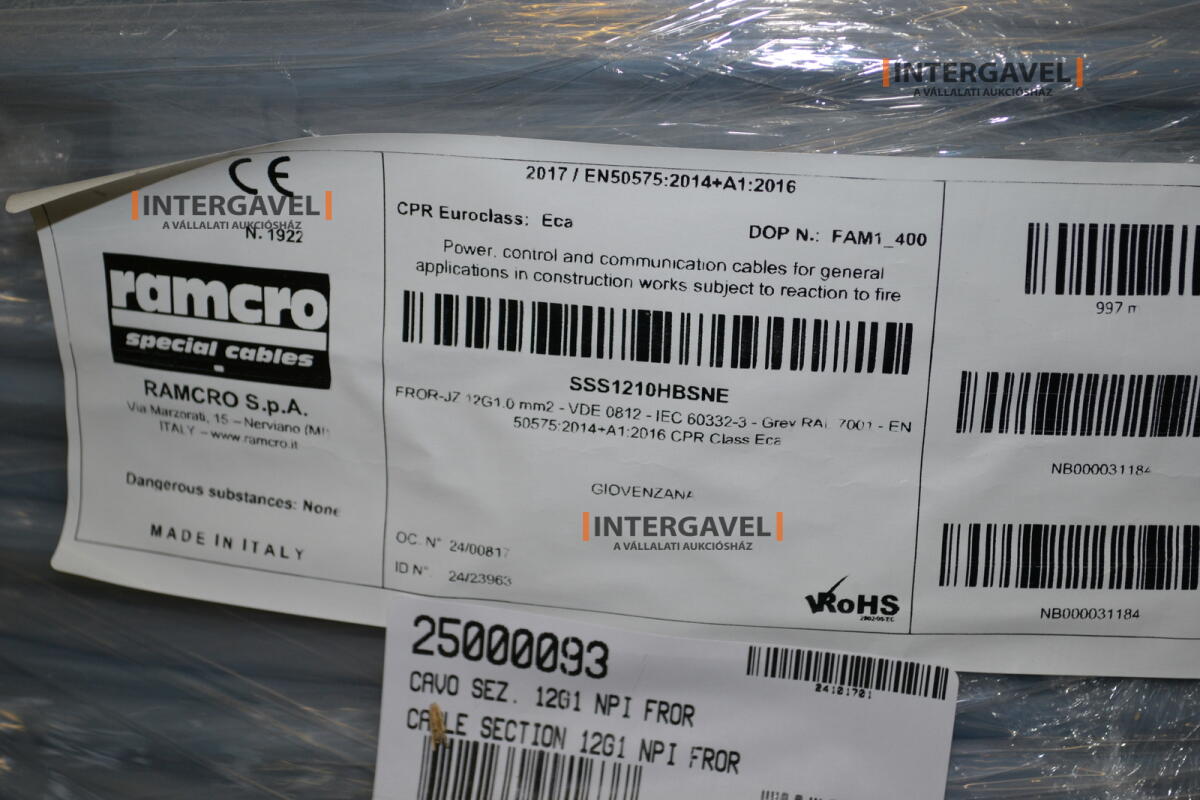 INTERGAVEL
A VÁLLALATI AUKCIÓSHÁZ
CE
INTERGAVEL
A VÁLLALATI AUKCIÓSHÁZ
N. 1922
ramcro
special cables
RAMCRO S.p.A.
Via Marzorati, 15 – Nerviano (MI)
ITALY – www.ramcro.it
Dangerous substances: None
MADE IN ITALY
2017 / EN50575:2014+A1:2016
CPR Euroclass: Eca
DOP N.: FAM1_400
Power, control and communication cables for general
applications in construction works subject to reaction to fire
SSS1210HBSNE
FROR-JZ 12G1.0 mm2 - VDE 0812 - IEC 60332-3 - Grey RAL 7001 - EN
50575:2014+A1:2016 CPR Class Eca
GIOVENZANA
INTERGAVEL
A VÁLLALATI AUKCIÓSHÁZ
OC. N° 24/00817
ID N°. 24/23963
RoHS
997 m
NB000031184
NB000031184
25000093
24101701
CAVO SEZ. 12G1 NPI FROR
CABLE SECTION 12G1 NPI FROR